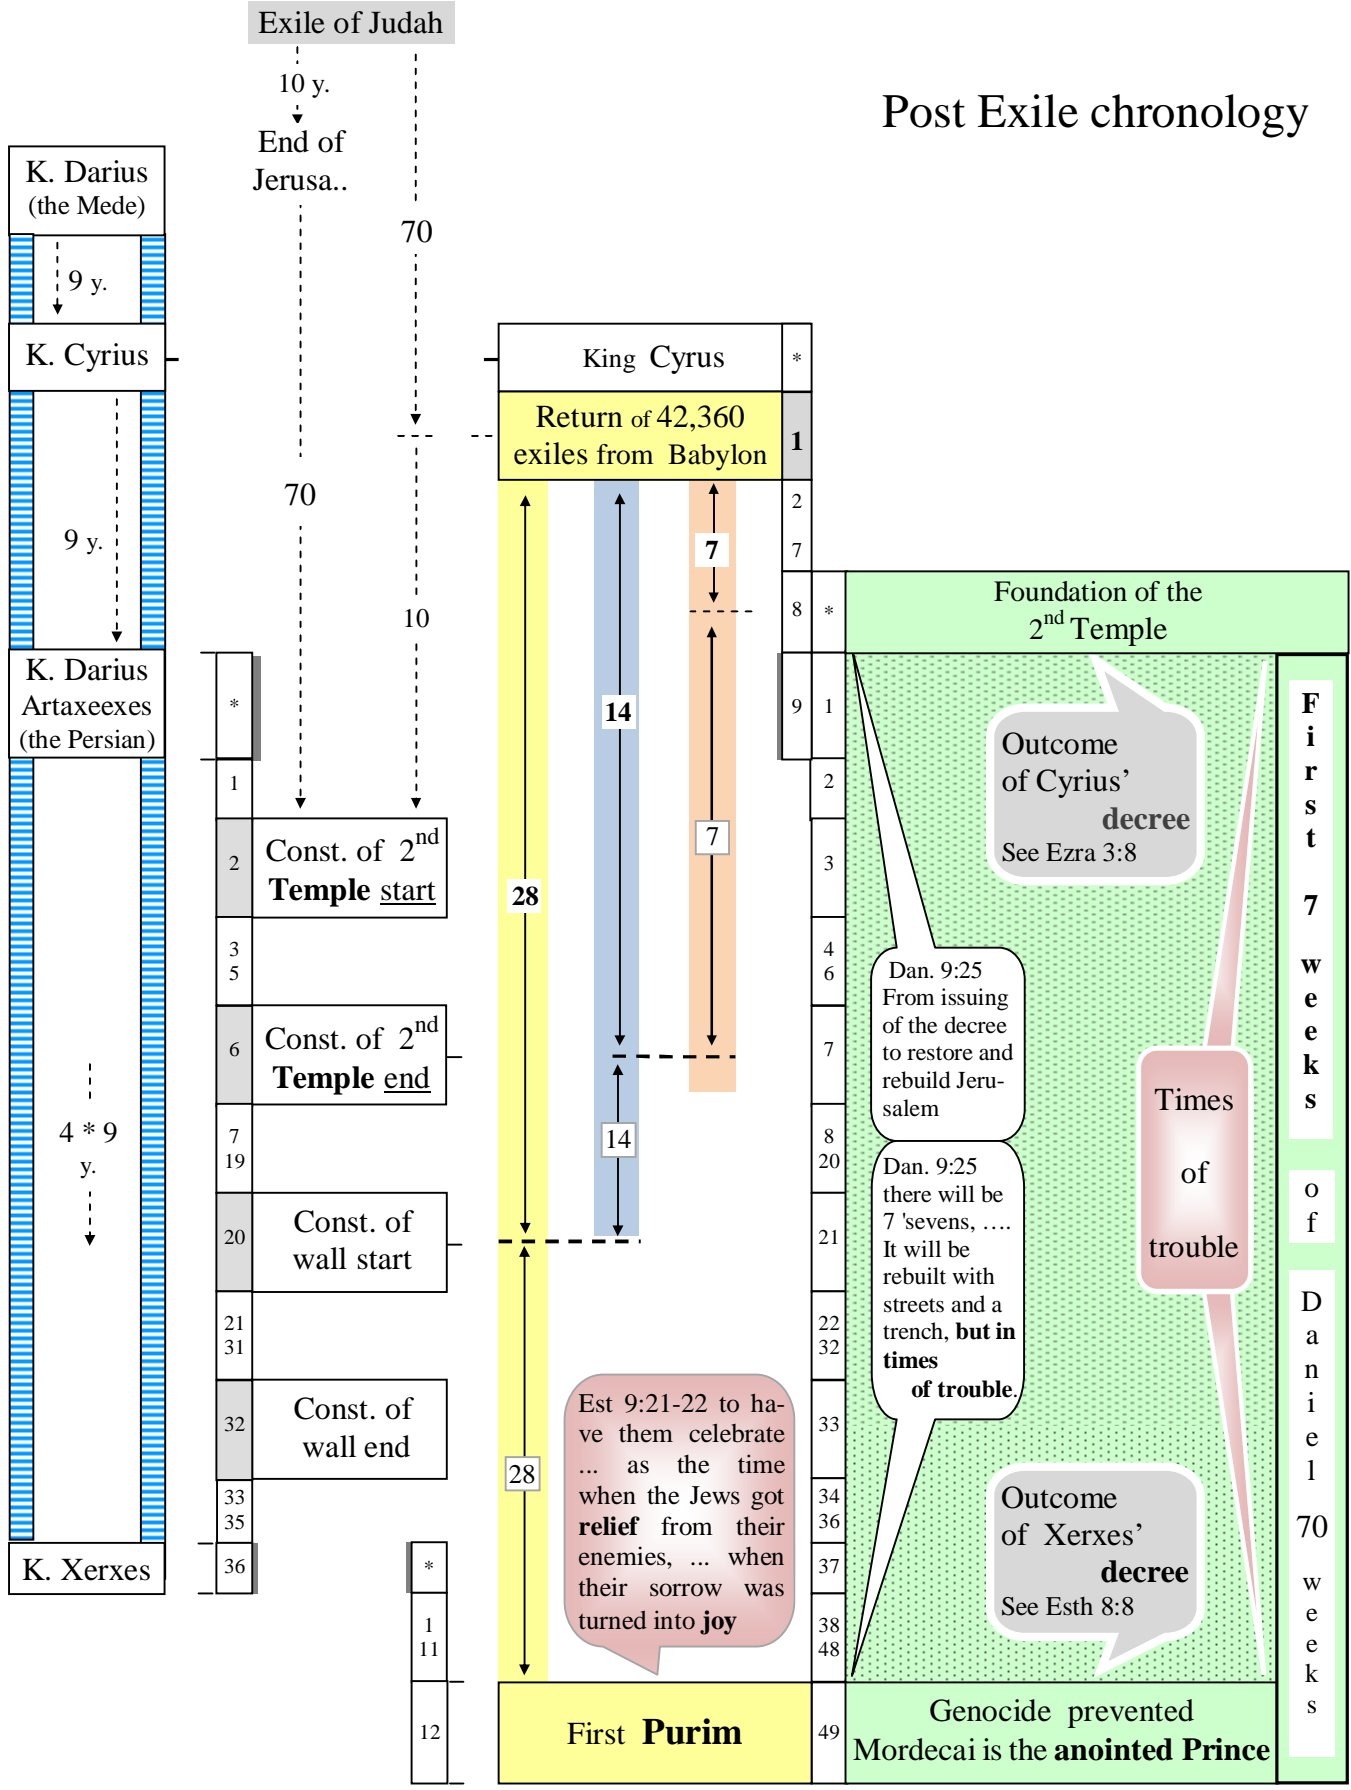 Exile of Judah
10 y.
End of
Jerusa..
70
70
10
Post Exile chronology
K. Darius
(the Mede)
9 y.
K. Cyrius
9 y.
K. Darius
Artaxeexes
(the Persian)
4 * 9
y.
K. Xerxes
*
1
2
3
5
6
7
19
20
21
31
32
33
35
36
Const. of 2nd
Temple start
Const. of 2nd
Temple end
Const. of
wall start
Const. of
wall end
*
1
11
12
King Cyrus
Return of 42,360
exiles from Babylon
28
14
7
7
14
28
Est 9:21-22 to ha-
ve them celebrate
... as the time
when the Jews got
relief from their
enemies, ... when
their sorrow was
turned into joy
First Purim
*
1
2
7
8
9
*
1
2
3
4
6
7
8
20
21
22
32
33
34
36
37
38
48
49
Foundation of the
2nd Temple
Outcome
of Cyrius’
decree
See Ezra 3:8
Dan. 9:25
From issuing
of the decree
to restore and
rebuild Jeru-
salem
Dan. 9:25
there will be
7 'sevens, ….
It will be
rebuilt with
streets and a
trench, but in
times
of trouble.
Times
of
trouble
Outcome
of Xerxes’
decree
See Esth 8:8
Genocide prevented
Mordecai is the anointed Prince
First 7 weeks
of
Daniel 70 weeks